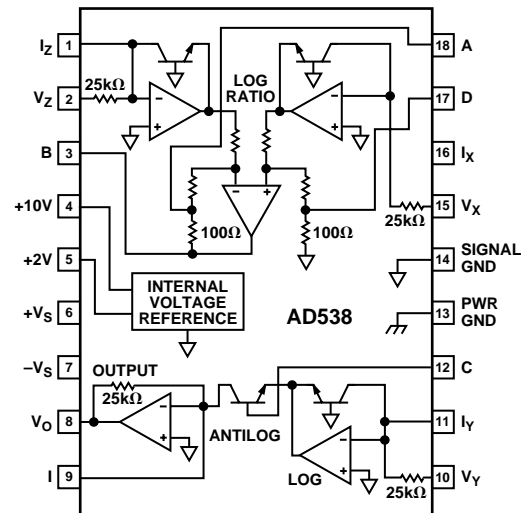 I_Z 1
V_Z 2
B 3
+10V 4
+2V 5
+V_S 6
–V_S 7
V_O 8
I 9
18 A
17 D
16 I_X
15 V_X
14 SIGNAL
GND
13 PWR
GND
12 C
11 I_Y
10 V_Y
25kΩ
LOG
RATIO
100Ω
100Ω
25kΩ
INTERNAL
VOLTAGE
REFERENCE
AD538
OUTPUT
25kΩ
ANTILOG
LOG
25kΩ
–
+
–
+
–
+
–
+
–
+